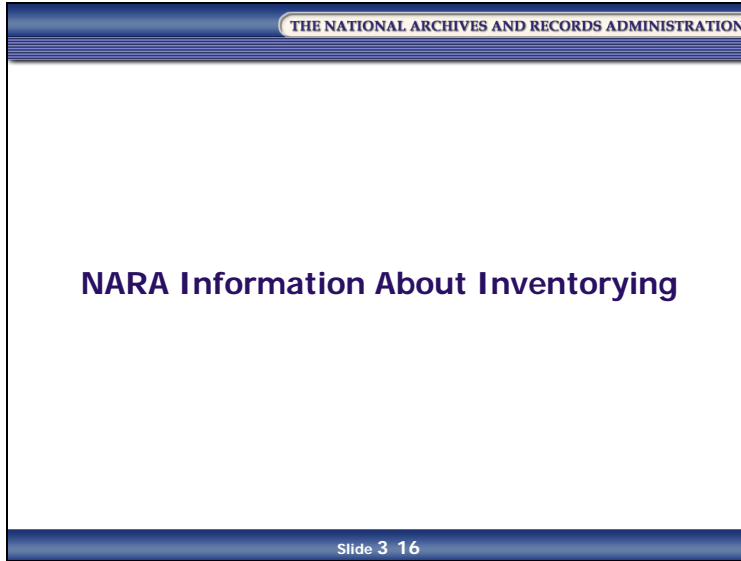 THE NATIONAL ARCHIVES AND RECORDS ADMINISTRATION
NARA Information About Inventorying
Slide 3 16